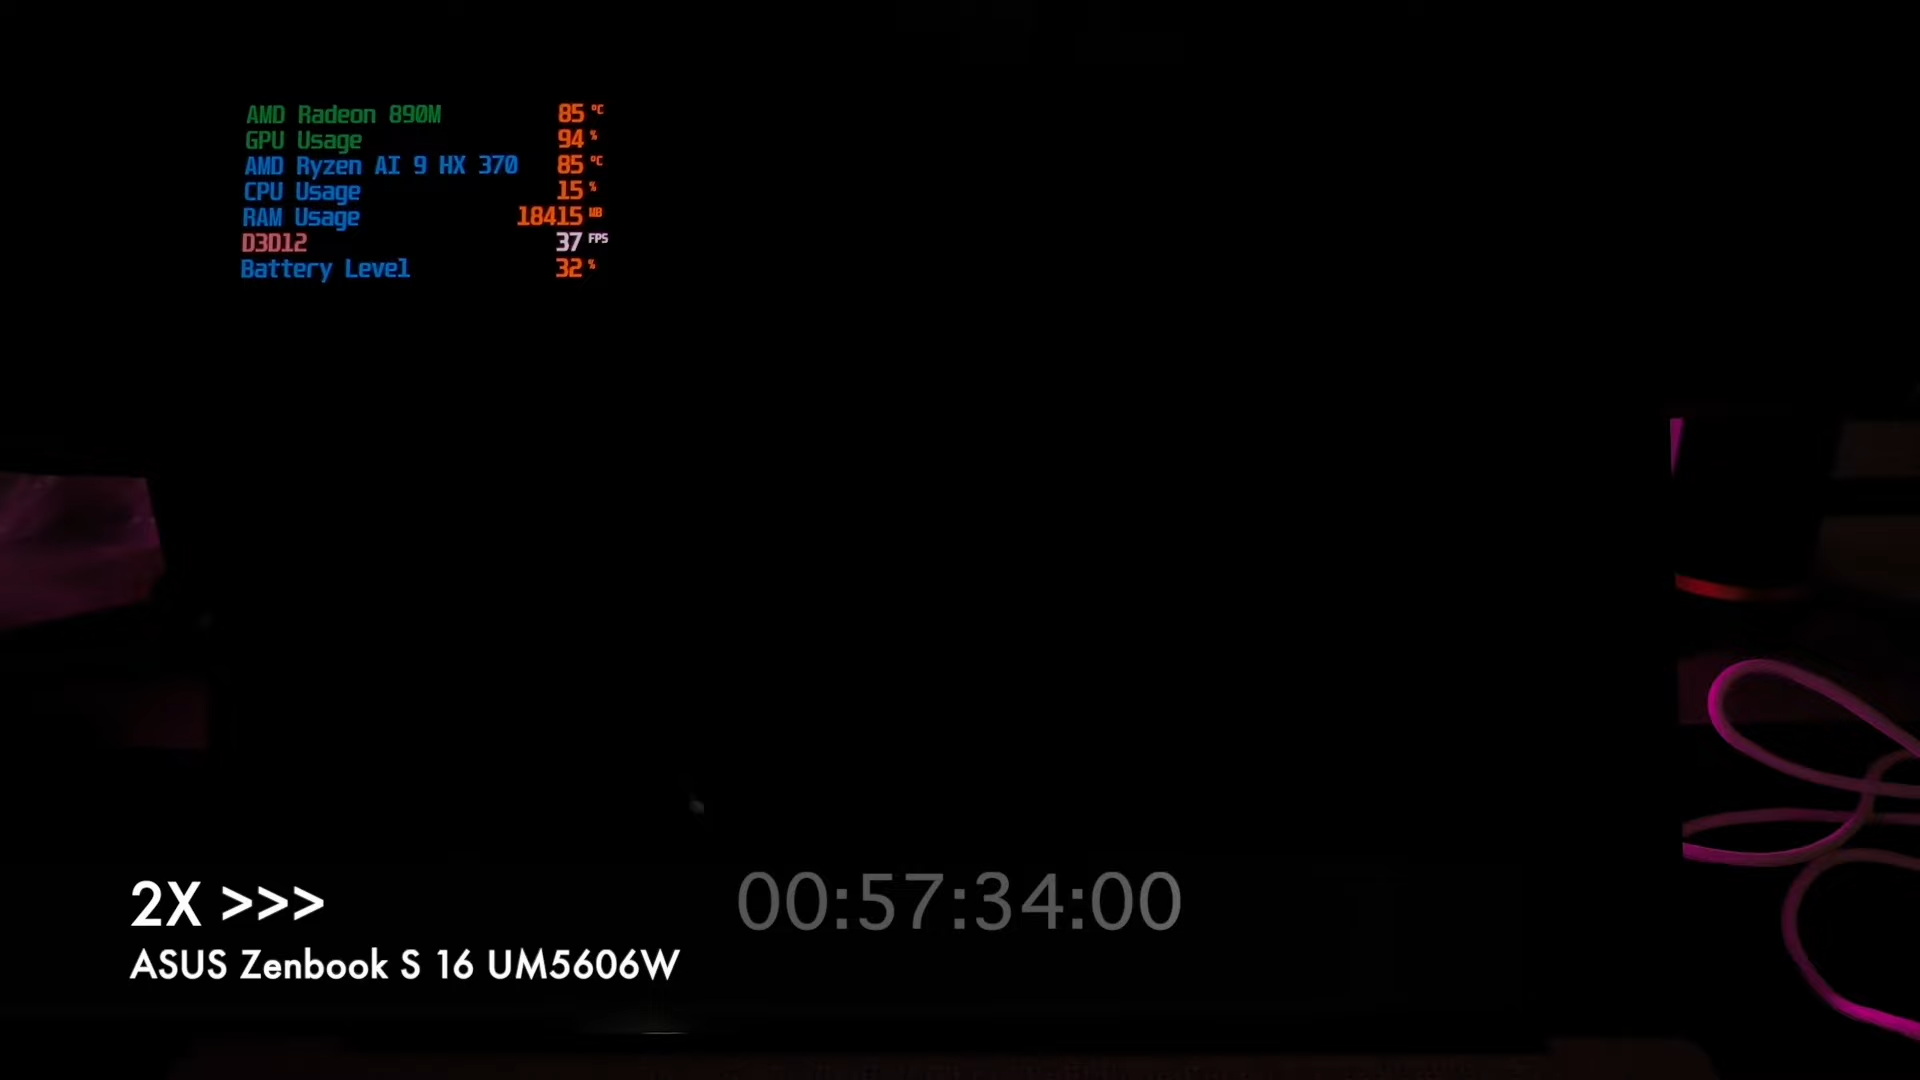 AMD Radeon 890M 85 °C
GPU Usage 94 %
AMD Ryzen AI 9 HX 370 85 °C
CPU Usage 15 %
RAM Usage 18415 MB
D3D12 37 FPS
Battery Level 32 %
2X >>>
00:57:34:00
ASUS Zenbook S 16 UM5606W